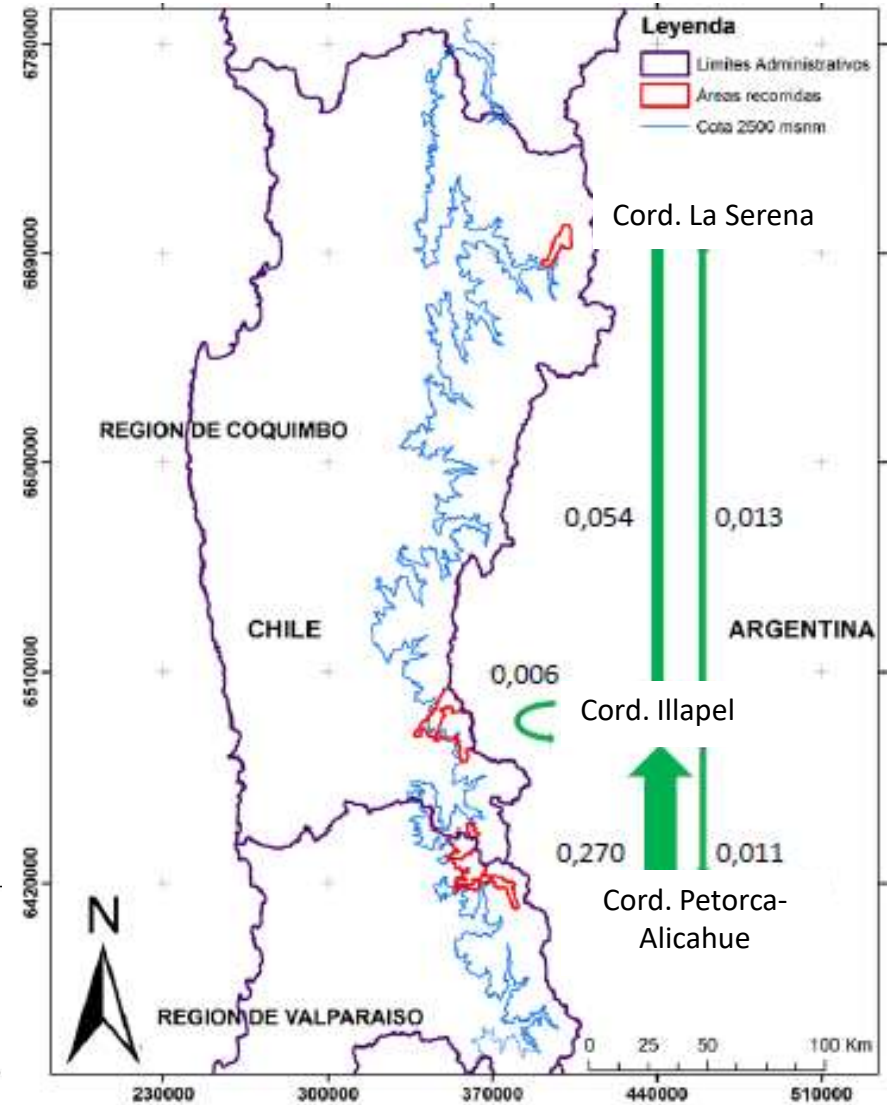 Leyenda
Limites Administrativos
Areas recorridas
Cota 2500 msnm
6780000
6690000
6600000
6510000
6420000
Cord. La Serena
REGION DE COQUIMBO
0,054
0,013
CHILE
ARGENTINA
0,006
Cord. Illapel
0,270
0,011
Cord. Petorca-
Alicahue
N
REGION DE VALPARAISO
0 25 50 100 Km
230000 300000 370000 440000 510000